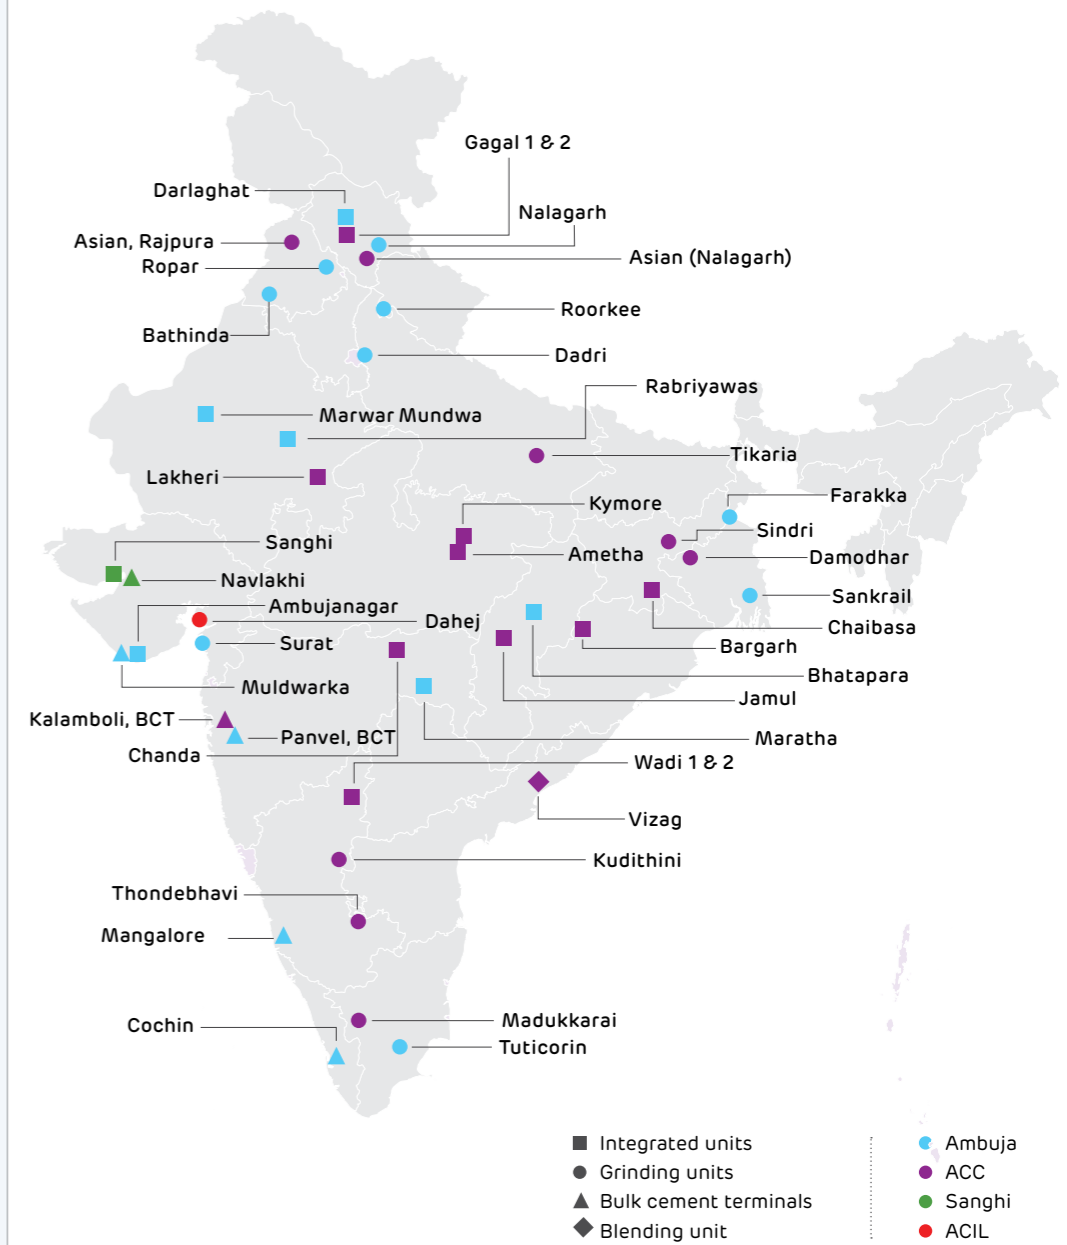 Gagal 1 & 2
Darlaghat
Nalagarh
Asian, Rajpura
Asian (Nalagarh)
Ropar
Roorkee
Bathinda
Dadri
Rabriyawas
Marwar Mundwa
Tikaria
Lakheri
Farakka
Kymore
Sindri
Sanghi
Ametha
Damodhar
Navlakhi
Sankrail
Ambujanagar
Dahej
Chaibasa
Surat
Bargarh
Bhatapara
Muldwarka
Jamul
Kalamboli, BCT
Panvel, BCT
Maratha
Chanda
Wadi 1 & 2
Vizag
Kudithini
Thondebhavi
Mangalore
Madukkarai
Cochin
Tuticorin
Integrated units
Grinding units
Bulk cement terminals
Blending unit
Ambuja
ACC
Sanghi
ACIL